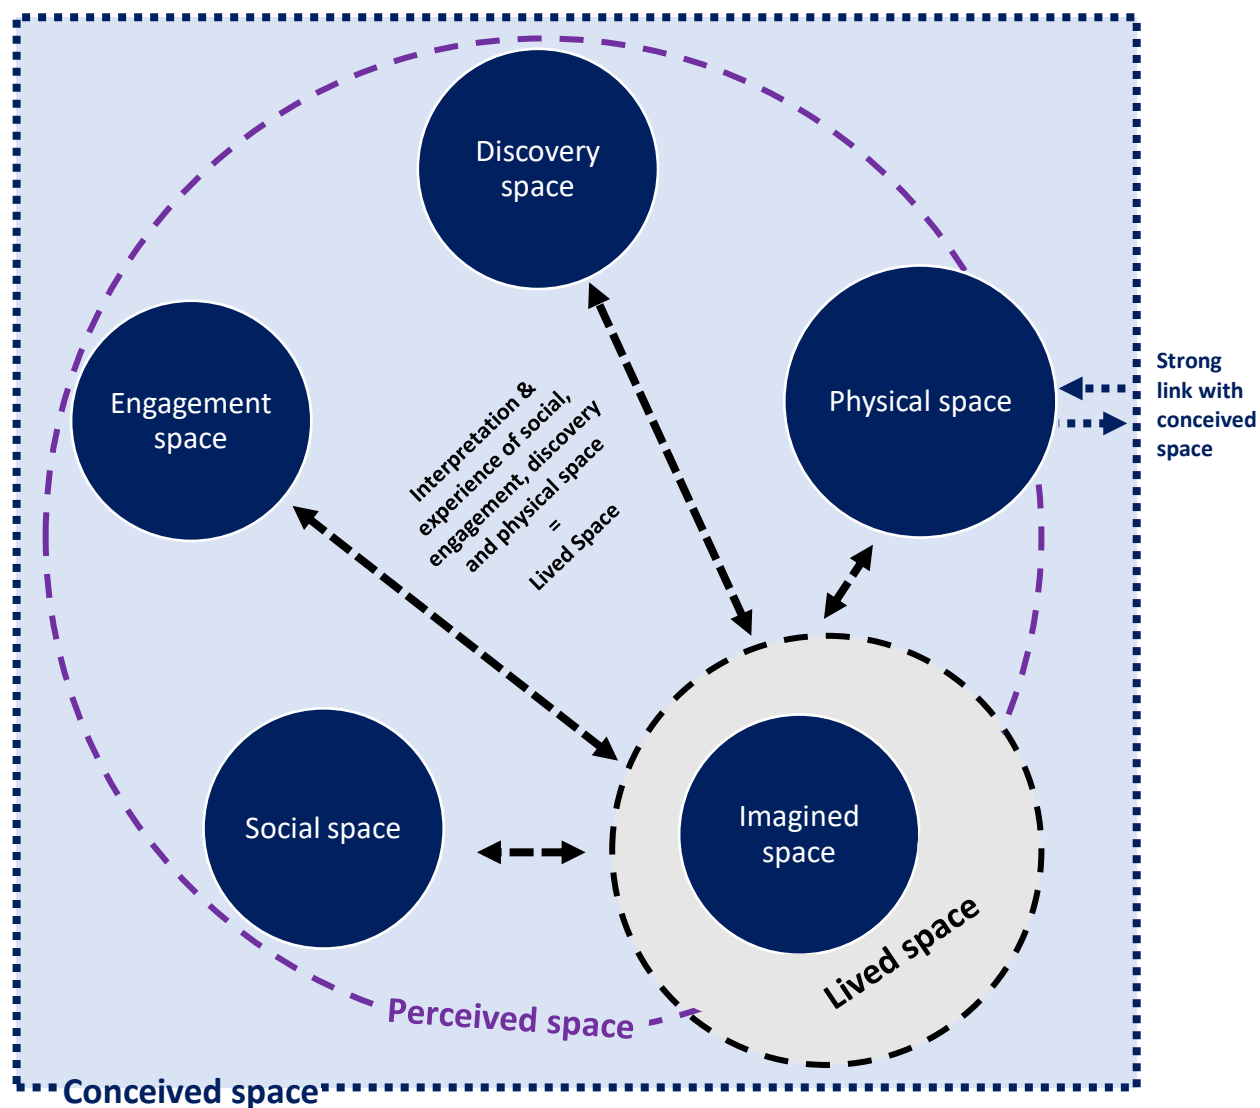 Discovery
space
Engagement
space
Physical space
Strong
link with
conceived
space
Interpretation &
experience of social,
engagement, discovery
and physical space
=
Lived Space
Social space
Imagined
space
Lived space
Perceived space
Conceived space